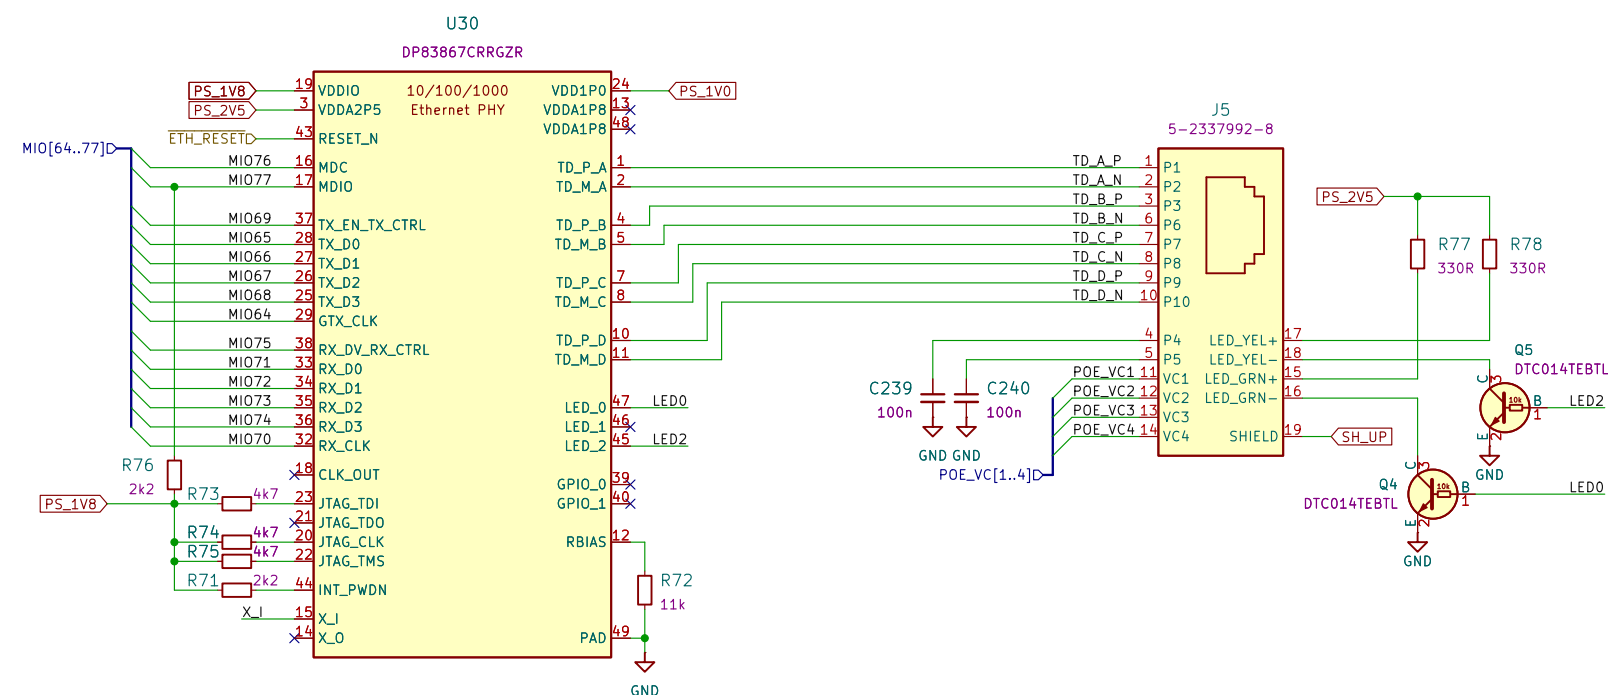 U30
DP83867CRRGZR
10/100/1000
Ethernet PHY
PS_1V8
19
VDDIO
PS_2V5
3
VDDA2P5
ETH_RESET
43
RESET_N
MIO[64..77]
MIO76
16
MDC
MIO77
17
MDIO
MIO69
37
TX_EN_TX_CTRL
MIO65
28
TX_D0
MIO66
27
TX_D1
MIO67
26
TX_D2
MIO68
25
TX_D3
MIO64
29
GTX_CLK
MIO75
38
RX_DV_RX_CTRL
MIO71
33
RX_D0
MIO72
34
RX_D1
MIO73
35
RX_D2
MIO74
36
RX_D3
MIO70
32
RX_CLK
18
CLK_OUT
R76
2k2
PS_1V8
R73
4k7
23
JTAG_TDI
21
JTAG_TDO
R74
4k7
20
JTAG_CLK
R75
4k7
22
JTAG_TMS
R71
2k2
44
INT_PWDN
X_I
15
X_I
14
X_O
VDD1P0
24
PS_1V0
VDDA1P8
13
VDDA1P8
48
TD_P_A
1
TD_M_A
2
TD_P_B
4
TD_M_B
5
TD_P_C
7
TD_M_C
8
TD_P_D
10
TD_M_D
11
LED_0
47
LED0
LED_1
46
LED_2
45
LED2
GPIO_0
39
GPIO_1
40
RBIAS
12
R72
11k
PAD
49
GND
J5
5-2337992-8
TD_A_P
1
P1
TD_A_N
2
P2
TD_B_P
3
P3
TD_B_N
6
P6
TD_C_P
7
P7
TD_C_N
8
P8
TD_D_P
9
P9
TD_D_N
10
P10
4
P4
5
P5
POE_VC1
11
VC1
POE_VC2
12
VC2
POE_VC3
13
VC3
POE_VC4
14
VC4
POE_VC[1..4]
C239
100n
GND
C240
100n
GND
LED_YEL+
17
LED_YEL-
18
LED_GRN+
15
LED_GRN-
16
SHIELD
19
SH_UP
PS_2V5
R77
330R
R78
330R
Q5
DTC014TEBTL
C
3
10k
B
1
LED2
E
2
GND
Q4
DTC014TEBTL
C
3
10k
B
1
LED0
E
2
GND